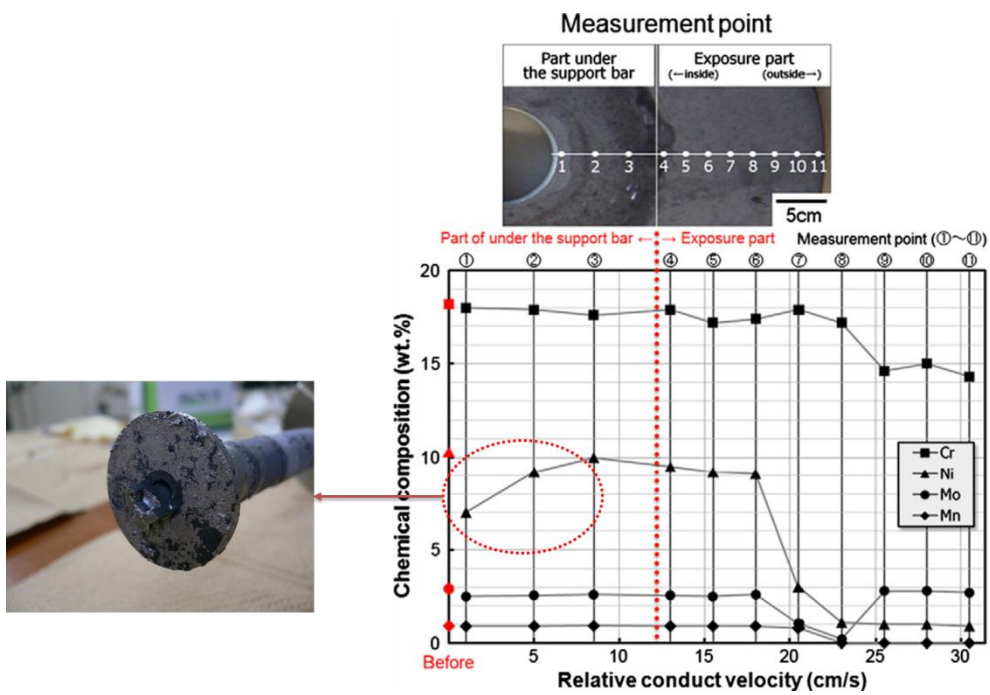 Measurement point
Part under
the support bar
Exposure part
(←inside) (outside→)
1 2 3 4 5 6 7 8 9 10 11
5cm
Part of under the support bar ← → Exposure part Measurement point (①～⑪)
① ② ③ ④ ⑤ ⑥ ⑦ ⑧ ⑨ ⑩ ⑪
Chemical composition (wt.%)
20
15
10
5
0
Cr
Ni
Mo
Mn
Before
5 10 15 20 25 30
Relative conduct velocity (cm/s)